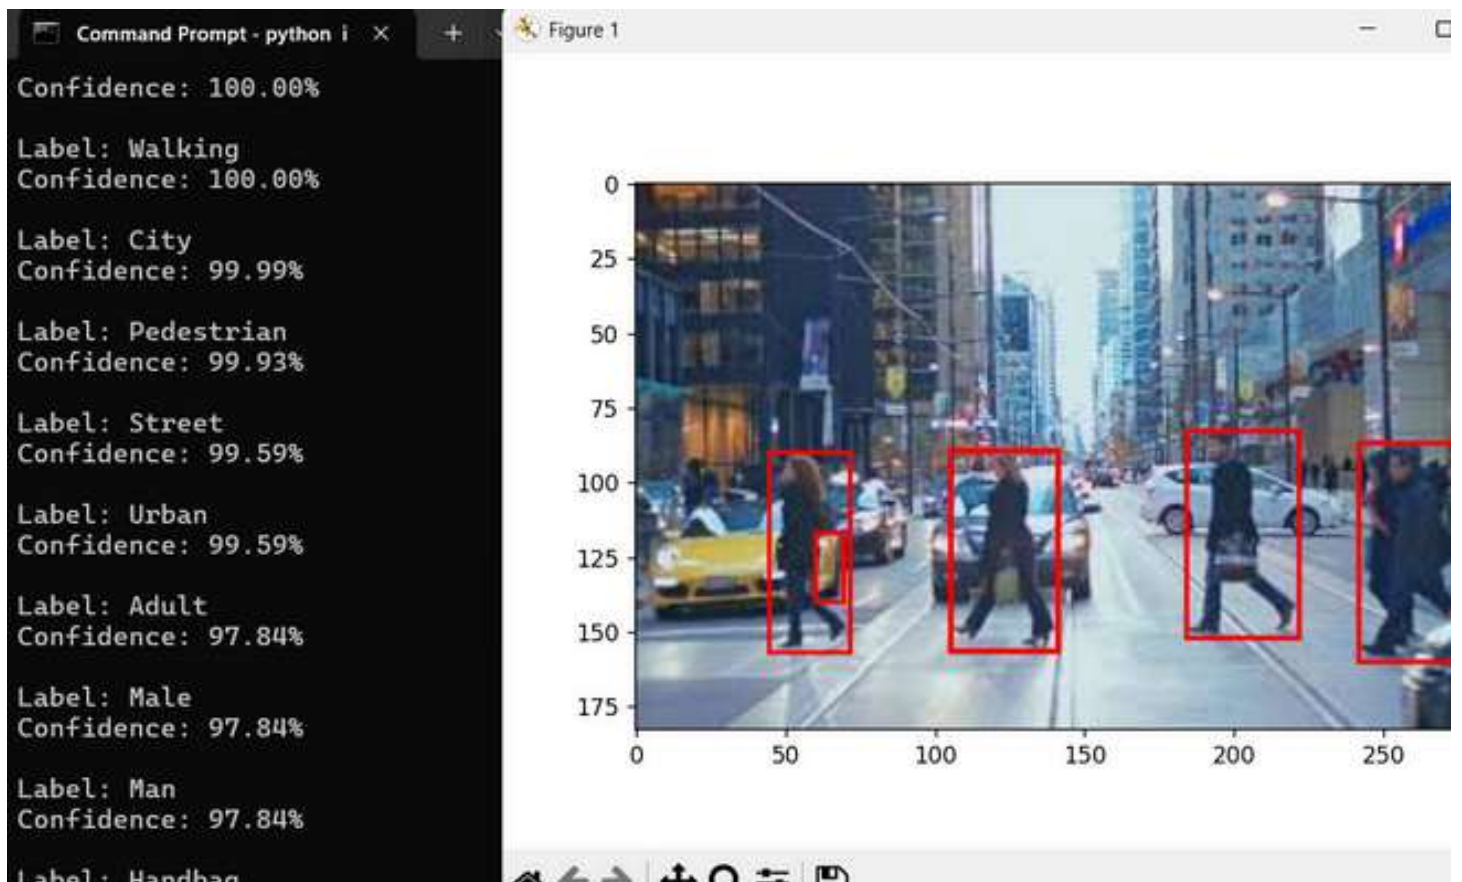 Command Prompt - python i
Confidence: 100.00%
Label: Walking
Confidence: 100.00%
Label: City
Confidence: 99.99%
Label: Pedestrian
Confidence: 99.93%
Label: Street
Confidence: 99.59%
Label: Urban
Confidence: 99.59%
Label: Adult
Confidence: 97.84%
Label: Male
Confidence: 97.84%
Label: Man
Confidence: 97.84%
Label: Handbag
Figure 1
0
25
50
75
100
125
150
175
0 50 100 150 200 250